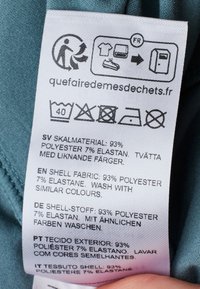 FR
quefairedemesdechets.fr
40
SV SKALMATERIAL: 93%
POLYESTER 7% ELASTAN. TVÄTTA
MED LIKNANDE FÄRGER.
EN SHELL FABRIC: 93% POLYESTER
7% ELASTANE. WASH WITH
SIMILAR COLOURS.
DE SHELL-STOFF: 93% POLYESTER
7% ELASTAN. MIT ÄHNLICHEN
FARBEN WASCHEN.
PT TECIDO EXTERIOR: 93%
POLIÉSTER 7% ELASTANO. LAVAR
COM CORES SEMELHANTES.
IT TESSUTO SHELL: 93%
POLIESTERE 7% ELASTANE.